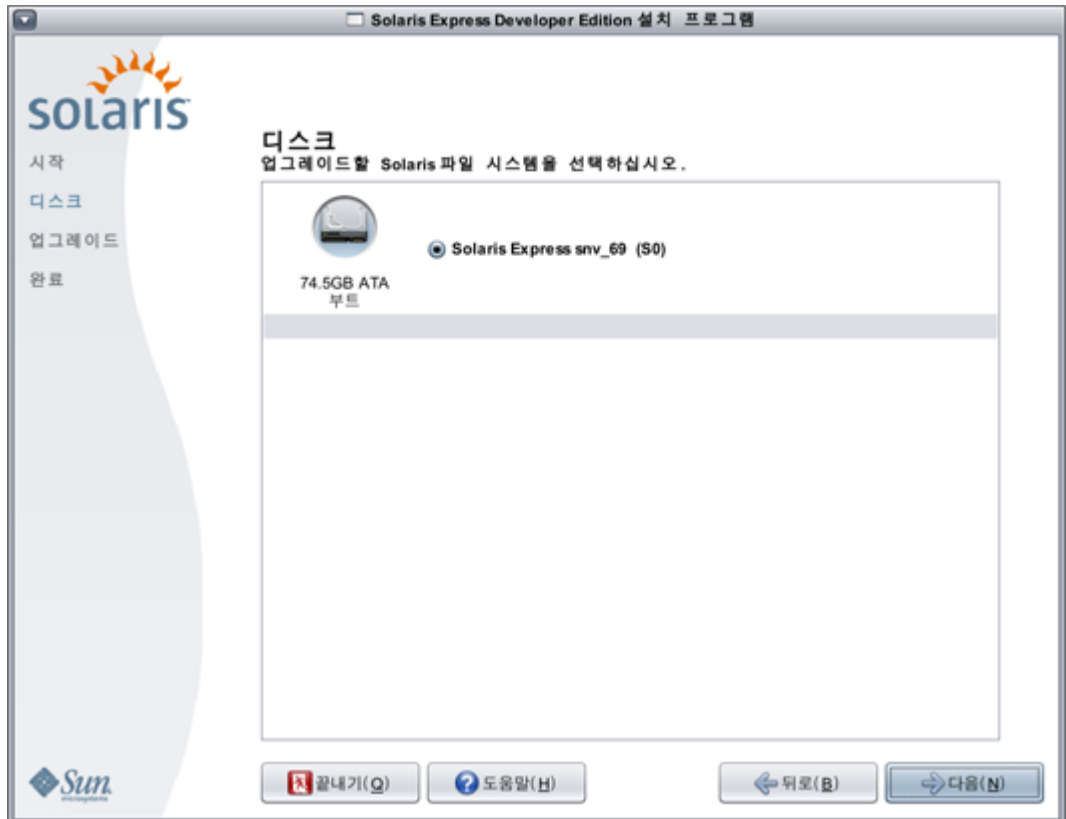 Solaris Express Developer Edition 설치 프로그램
solaris
시작
디스크
업그레이드
완료
디스크
업그레이드할 Solaris 파일 시스템을 선택하십시오.
74.5GB ATA
부트
Solaris Express snv_69 (S0)
Sun
microsystems
끝내기(Q)
도움말(H)
뒤로(B)
다음(N)